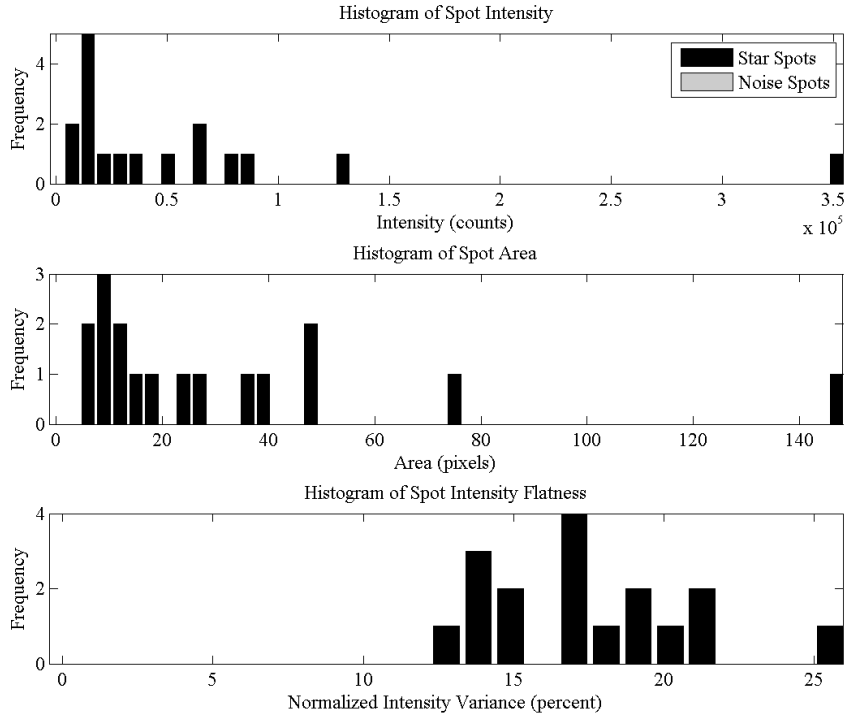 Histogram of Spot Intensity
Frequency
4
2
0
Star Spots
Noise Spots
0 0.5 1 1.5 2 2.5 3 3.5
Intensity (counts)
x 10^5
Histogram of Spot Area
Frequency
3
2
1
0
0 20 40 60 80 100 120 140
Area (pixels)
Histogram of Spot Intensity Flatness
Frequency
4
2
0
0 5 10 15 20 25
Normalized Intensity Variance (percent)